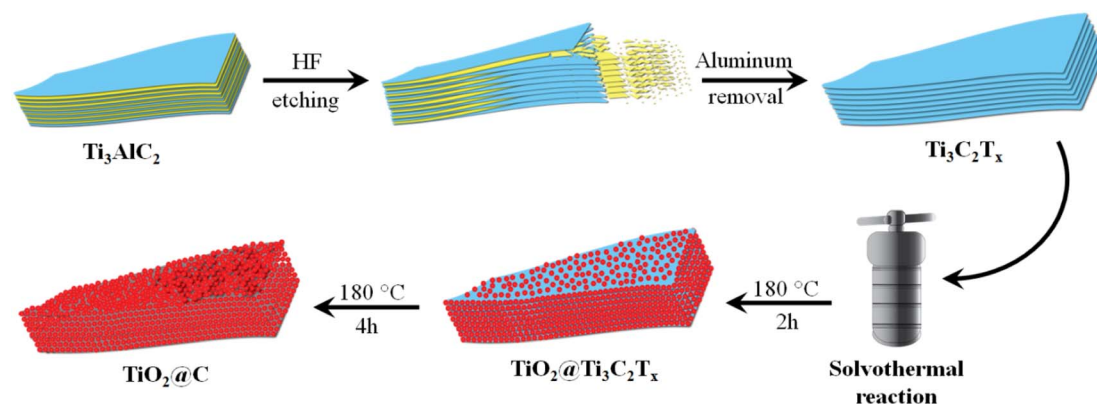 HF
etching
Aluminum
removal
Ti₃AlC₂
Ti₃C₂Tₓ
180 °C
4h
180 °C
2h
TiO₂@C
TiO₂@Ti₃C₂Tₓ
Solvothermal
reaction